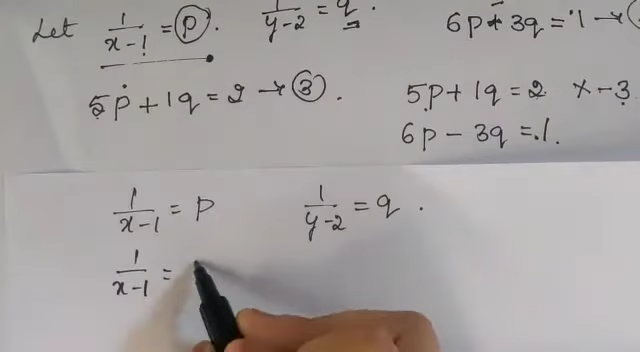 Let 1/(x-1) = p. 1/(y-2) = q. 6p - 3q = 1 →
5p + 1q = 2 → ③. 5p + 1q = 2 x -3
6p - 3q = 1.
1/(x-1) = p 1/(y-2) = q.
1/(x-1) =